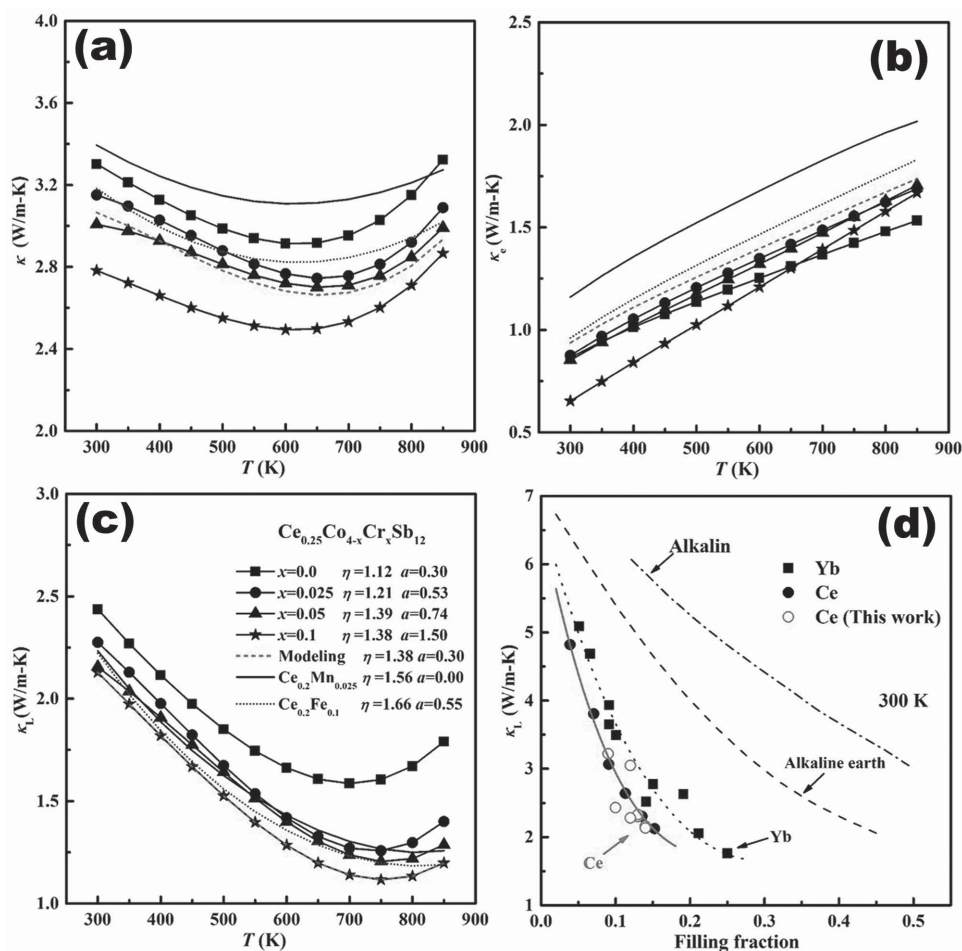 (a)
4.0
3.6
3.2
2.8
2.4
2.0
κ (W/m-K)
300 400 500 600 700 800 900
T (K)
(b)
2.5
2.0
1.5
1.0
0.5
κe (W/m-K)
300 400 500 600 700 800 900
T (K)
(c)
3.0
2.5
2.0
1.5
1.0
κL(W/m-K)
Ce0.25Co4-xCrxSb12
x=0.0 η=1.12 a=0.30
x=0.025 η=1.21 a=0.53
x=0.05 η=1.39 a=0.74
x=0.1 η=1.38 a=1.50
Modeling η=1.38 a=0.30
Ce0.2Mn0.025 η=1.56 a=0.00
Ce0.2Fe0.1 η=1.66 a=0.55
300 400 500 600 700 800 900
T (K)
(d)
7
6
5
4
3
2
1
κL (W/m-K)
Alkalin
Yb
Ce
Ce (This work)
300 K
Alkaline earth
Yb
Ce
0.0 0.1 0.2 0.3 0.4 0.5
Filling fraction